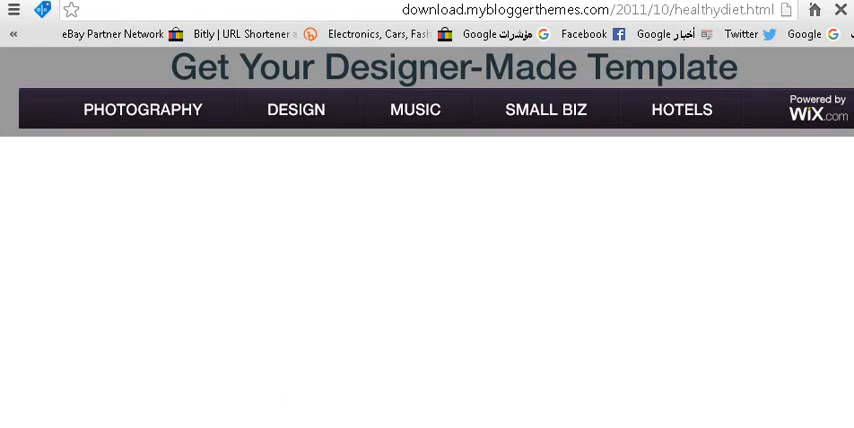 download.mybloggerthemes.com/2011/10/healthydiet.html
eBay Partner Network Bitly | URL Shortener a Electronics, Cars, Fash Google مؤشرات Facebook Google أخبار Twitter Google
Get Your Designer-Made Template
PHOTOGRAPHY DESIGN MUSIC SMALL BIZ HOTELS Powered by
WiX.com